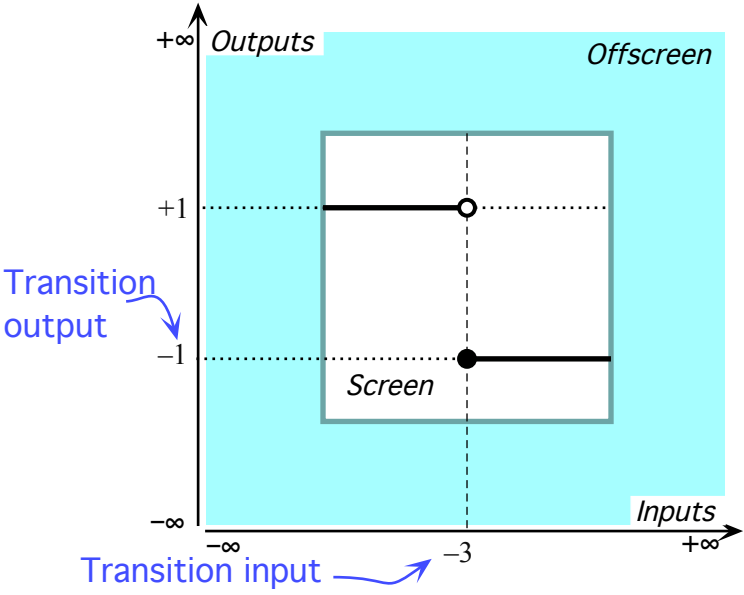 +∞ Outputs
Offscreen
+1
Transition
output
−1
Screen
−∞
Inputs
−∞
−3
+∞
Transition input